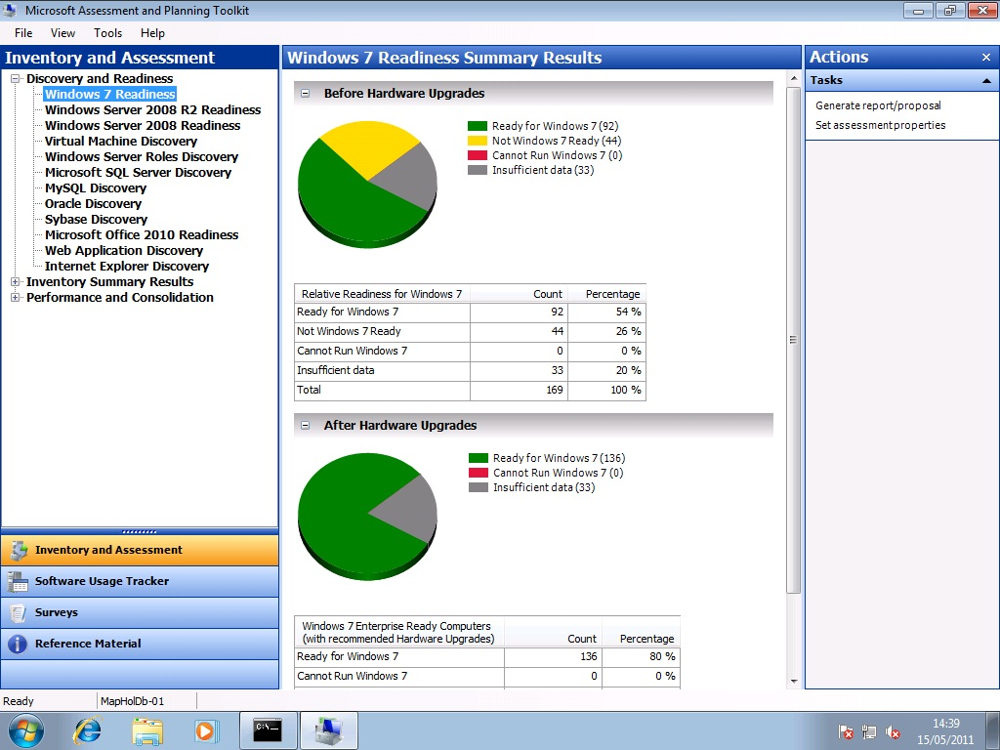 Microsoft Assessment and Planning Toolkit
File View Tools Help
Inventory and Assessment
Discovery and Readiness
Windows 7 Readiness
Windows Server 2008 R2 Readiness
Windows Server 2008 Readiness
Virtual Machine Discovery
Windows Server Roles Discovery
Microsoft SQL Server Discovery
MySQL Discovery
Oracle Discovery
Sybase Discovery
Microsoft Office 2010 Readiness
Web Application Discovery
Internet Explorer Discovery
Inventory Summary Results
Performance and Consolidation
Inventory and Assessment
Software Usage Tracker
Surveys
Reference Material
Windows 7 Readiness Summary Results
Before Hardware Upgrades
Ready for Windows 7 (92)
Not Windows 7 Ready (44)
Cannot Run Windows 7 (0)
Insufficient data (33)
Relative Readiness for Windows 7 Count Percentage
Ready for Windows 7 92 54 %
Not Windows 7 Ready 44 26 %
Cannot Run Windows 7 0 0 %
Insufficient data 33 20 %
Total 169 100 %
After Hardware Upgrades
Ready for Windows 7 (136)
Cannot Run Windows 7 (0)
Insufficient data (33)
Windows 7 Enterprise Ready Computers
(with recommended Hardware Upgrades) Count Percentage
Ready for Windows 7 136 80 %
Cannot Run Windows 7 0 0 %
Actions
Tasks
Generate report/proposal
Set assessment properties
Ready MapHolDb-01
C:\-
14:39
15/05/2011